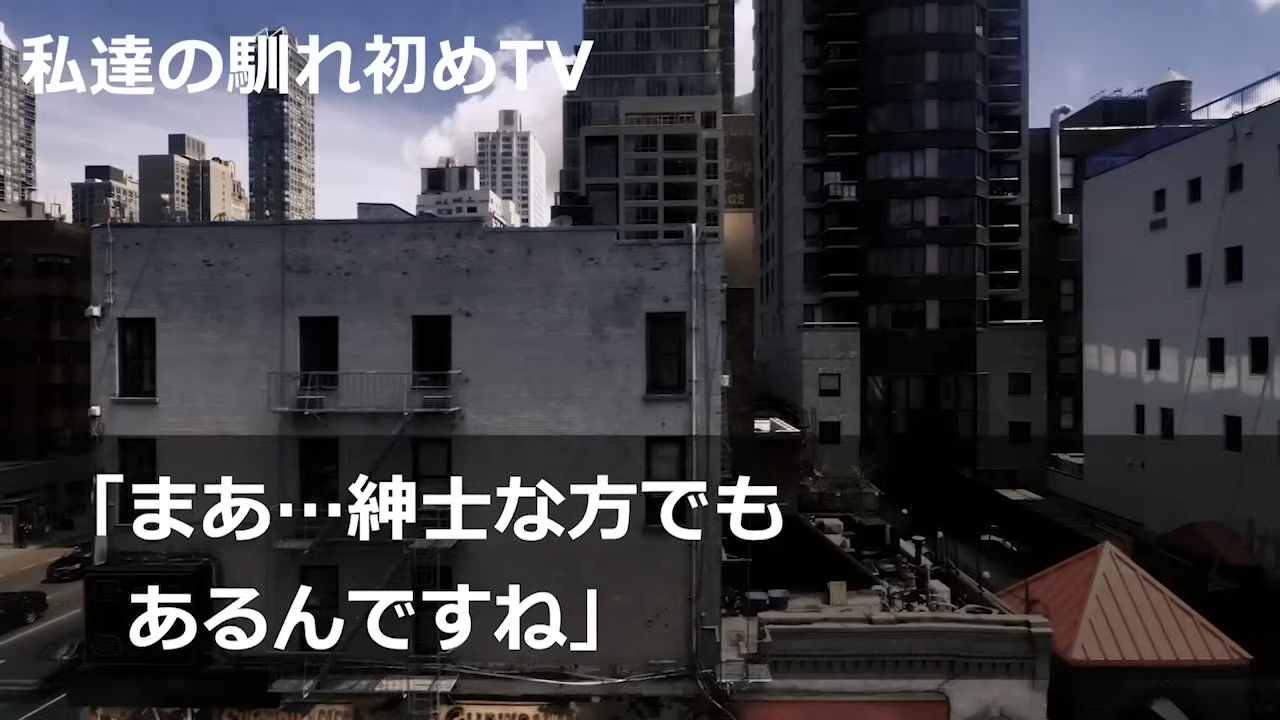 私達の馴れ初めTV
「まあ…紳士な方でも
あるんですね」